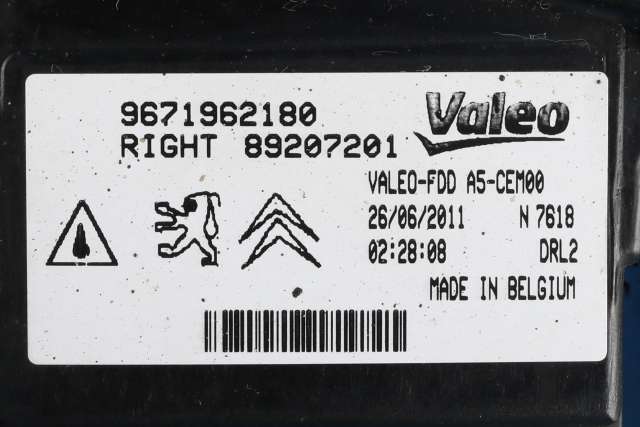 9671962180
RIGHT 89207201
Valeo
VALEO-FDD A5-CEM00
26/06/2011 N 7618
02:28:08 DRL2
MADE IN BELGIUM